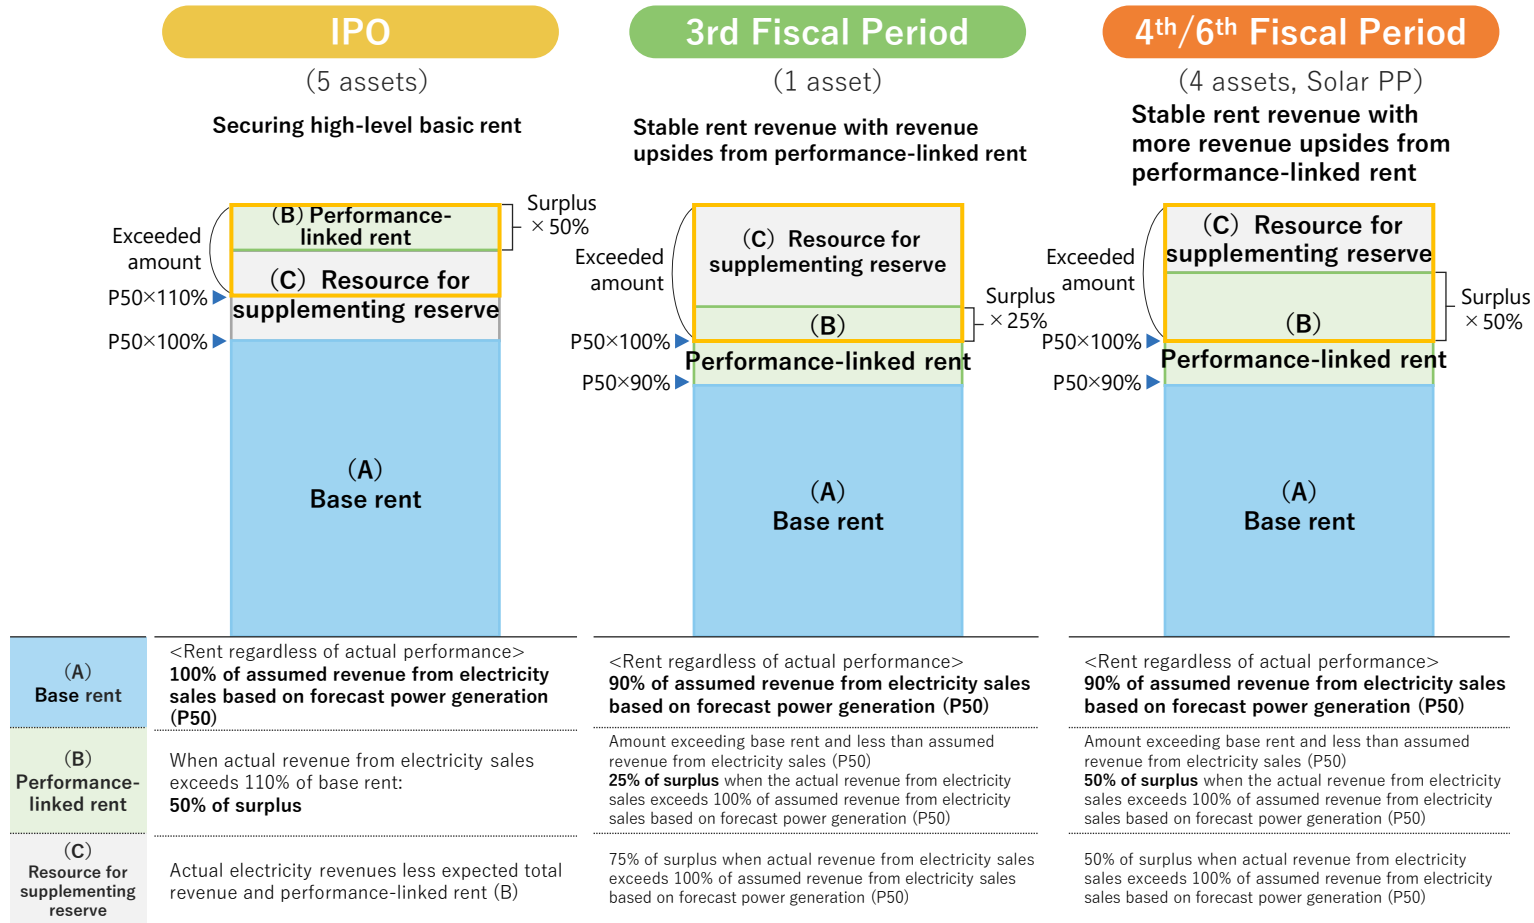 IPO
(5 assets)
Securing high-level basic rent
(B) Performance-
linked rent
Surplus
×50%
Exceeded
amount
(C) Resource for
supplementing reserve
P50×110%
P50×100%
(A)
Base rent
3rd Fiscal Period
(1 asset)
Stable rent revenue with revenue
upsides from performance-linked rent
(C) Resource for
supplementing reserve
Exceeded
amount
Surplus
×25%
(B)
Performance-linked rent
P50×100%
P50×90%
(A)
Base rent
4th/6th Fiscal Period
(4 assets, Solar PP)
Stable rent revenue with
more revenue upsides from
performance-linked rent
(C) Resource for
supplementing reserve
Exceeded
amount
Surplus
×50%
(B)
Performance-linked rent
P50×100%
P50×90%
(A)
Base rent
(A)
Base rent
<Rent regardless of actual performance>
100% of assumed revenue from electricity
sales based on forecast power generation
(P50)
<Rent regardless of actual performance>
90% of assumed revenue from electricity sales
based on forecast power generation (P50)
<Rent regardless of actual performance>
90% of assumed revenue from electricity sales
based on forecast power generation (P50)
(B)
Performance-
linked rent
When actual revenue from electricity sales
exceeds 110% of base rent:
50% of surplus
Amount exceeding base rent and less than assumed
revenue from electricity sales (P50)
25% of surplus when the actual revenue from electricity
sales exceeds 100% of assumed revenue from electricity
sales based on forecast power generation (P50)
Amount exceeding base rent and less than assumed
revenue from electricity sales (P50)
50% of surplus when the actual revenue from electricity
sales exceeds 100% of assumed revenue from electricity
sales based on forecast power generation (P50)
(C)
Resource for
supplementing
reserve
Actual electricity revenues less expected total
revenue and performance-linked rent (B)
75% of surplus when actual revenue from electricity sales
exceeds 100% of assumed revenue from electricity sales
based on forecast power generation (P50)
50% of surplus when actual revenue from electricity
sales exceeds 100% of assumed revenue from electricity
sales based on forecast power generation (P50)